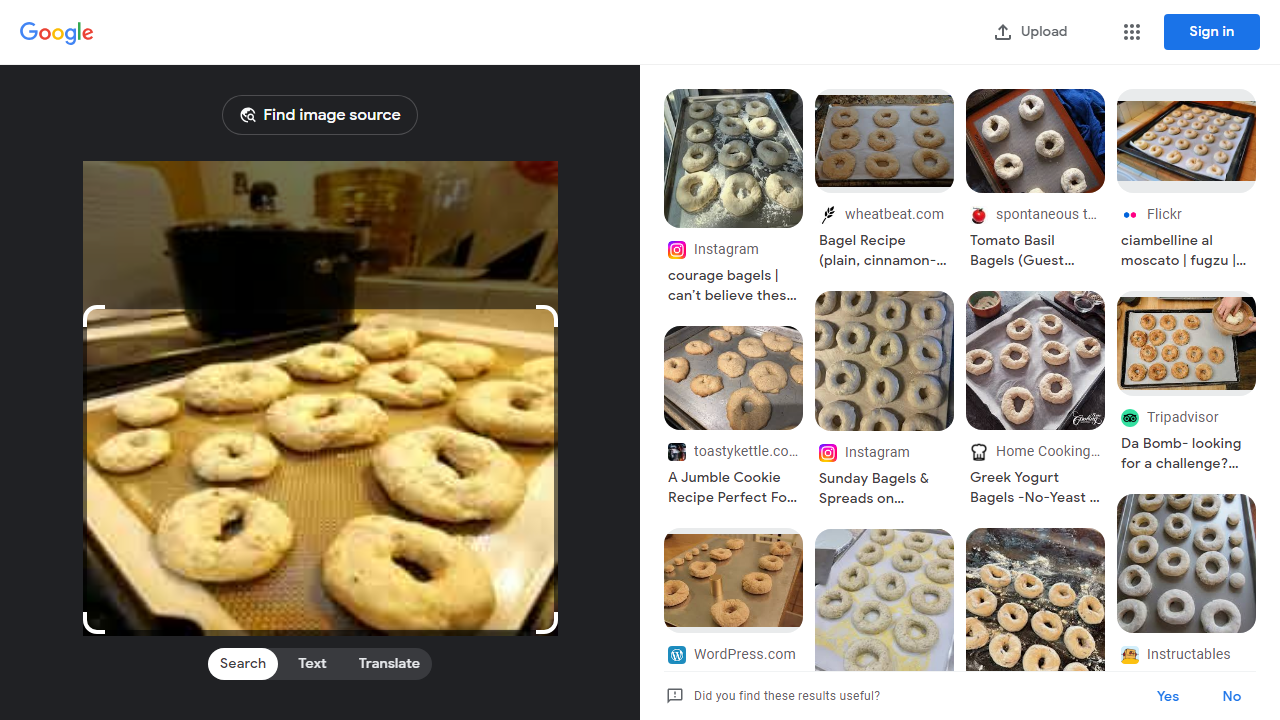 Google
Upload
Sign in
Find image source
Search
Text
Translate
Instagram
courage bagels |
can't believe thes...
wheatbeat.com
Bagel Recipe
(plain, cinnamon-...
spontaneous t...
Tomato Basil
Bagels (Guest...
Flickr
ciambelline al
moscato | fugzu |...
toastykettle.co...
A Jumble Cookie
Recipe Perfect Fo...
Instagram
Sunday Bagels &
Spreads on...
Home Cooking...
Greek Yogurt
Bagels -No-Yeast ...
Tripadvisor
Da Bomb- looking
for a challenge?...
WordPress.com
Instructables
Did you find these results useful?
Yes
No